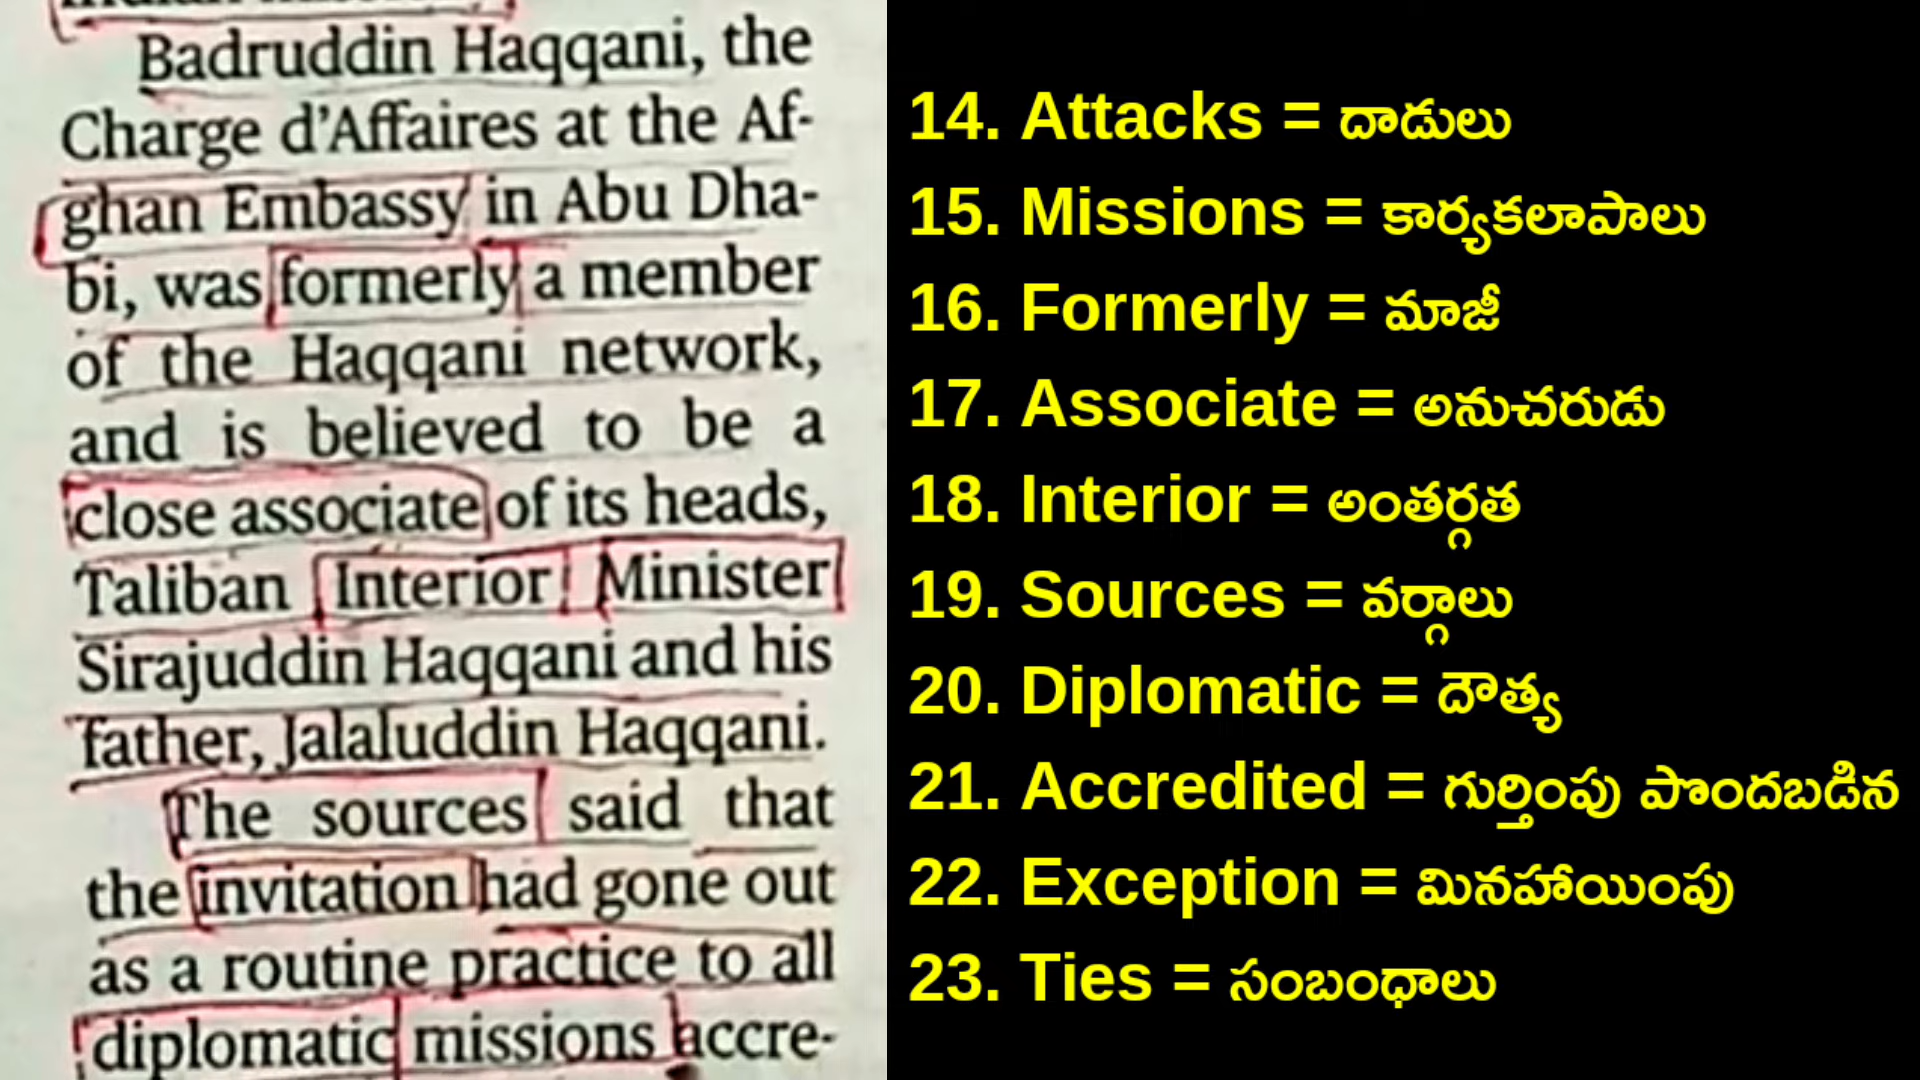 Badruddin Haqqani, the
Charge d'Affaires at the Af-
ghan Embassy in Abu Dha-
bi, was formerly a member
of the Haqqani network,
and is believed to be a
close associate of its heads,
Taliban Interior Minister
Sirajuddin Haqqani and his
father, Jalaluddin Haqqani.
The sources said that
the invitation had gone out
as a routine practice to all
diplomatic missions accre-
14. Attacks = దాడులు
15. Missions = కార్యకలాపాలు
16. Formerly = మాజీ
17. Associate = అనుచరుడు
18. Interior = అంతర్గత
19. Sources = వర్గాలు
20. Diplomatic = దౌత్య
21. Accredited = గుర్తింపు పొందబడిన
22. Exception = మినహాయింపు
23. Ties = సంబంధాలు